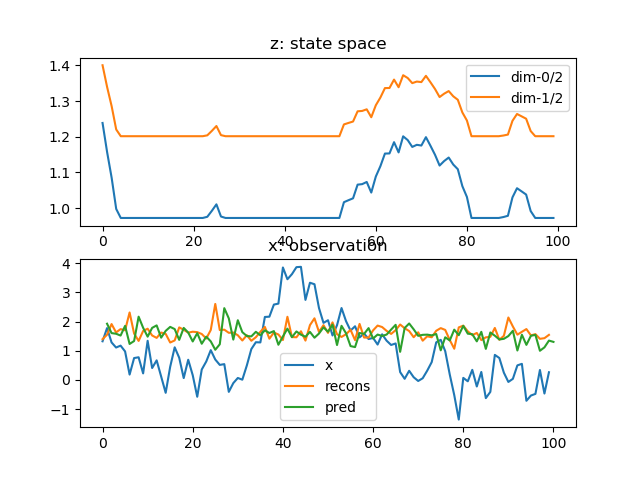 z: state space
1.4
1.3
1.2
1.1
1.0
dim-0/2
dim-1/2
0 20 40 60 80 100
x: observation
4
3
2
1
0
−1
x
recons
pred
0 20 40 60 80 100